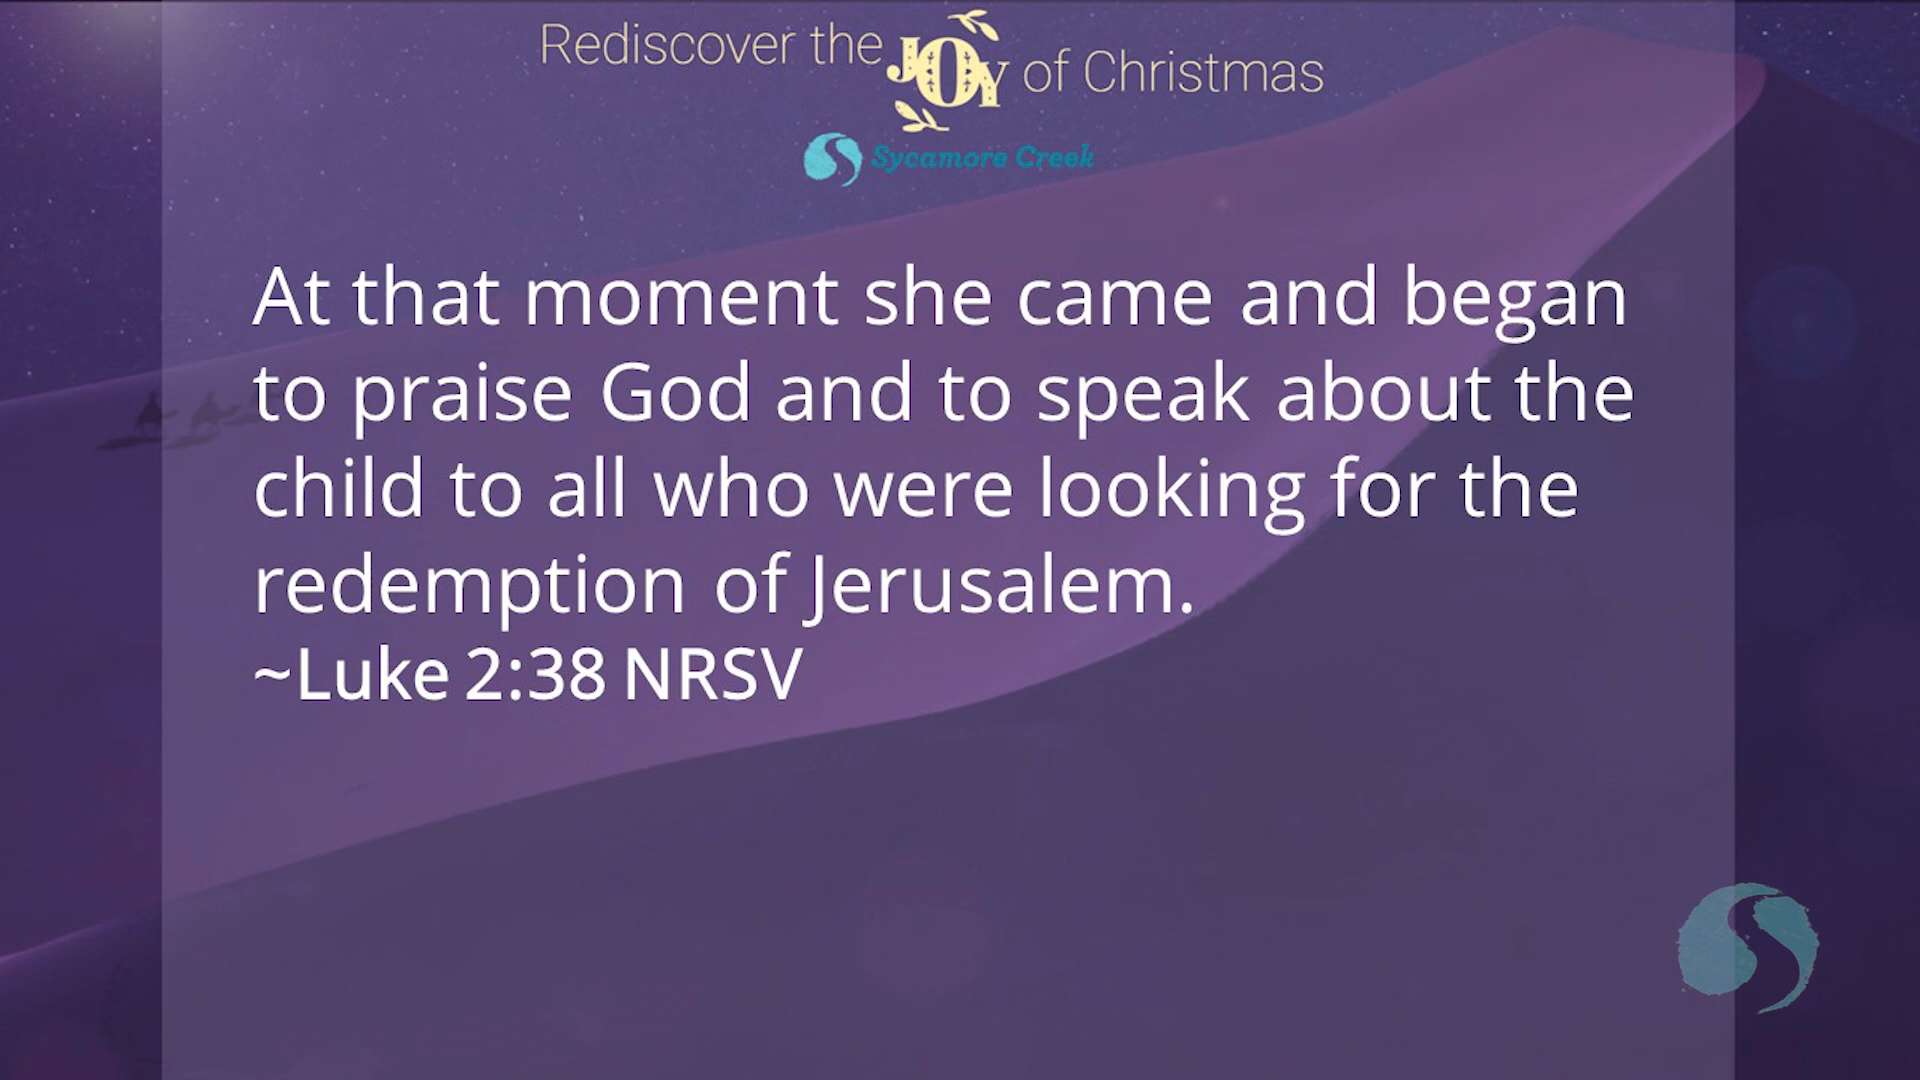 Rediscover the JOY of Christmas
Sycamore Creek
At that moment she came and began
to praise God and to speak about the
child to all who were looking for the
redemption of Jerusalem.
~Luke 2:38 NRSV